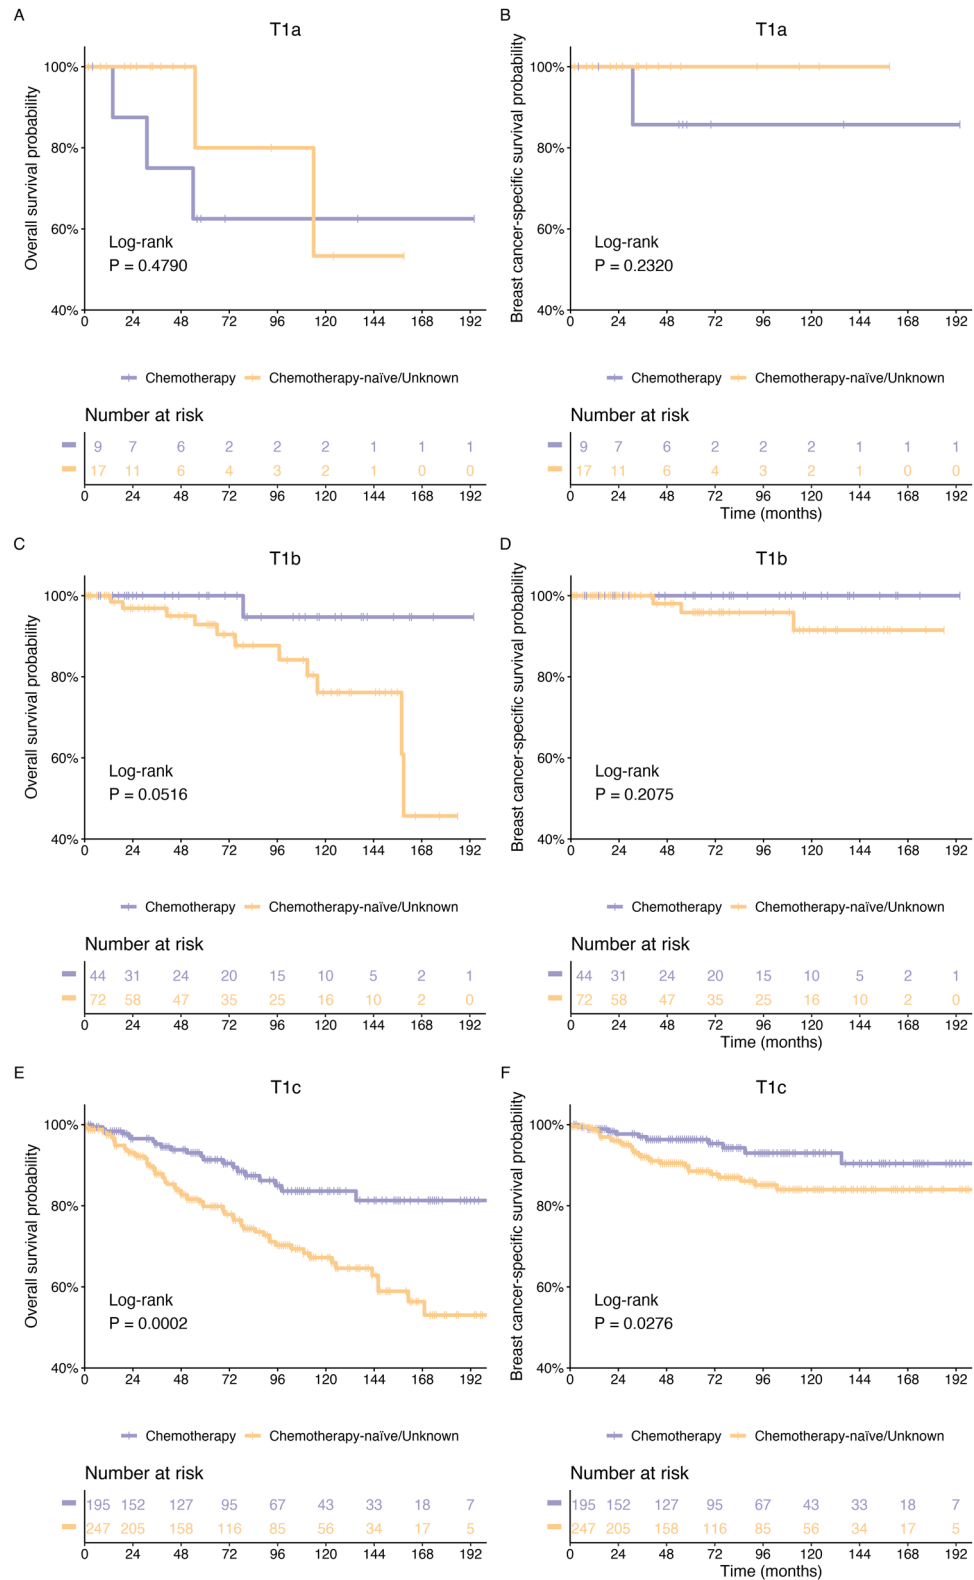 A
T1a
Overall survival probability
100%
80%
60%
40%
Log-rank
P = 0.4790
0 24 48 72 96 120 144 168 192
Chemotherapy Chemotherapy-naïve/Unknown
Number at risk
9 7 6 2 2 2 1 1 1
17 11 6 4 3 2 1 0 0
0 24 48 72 96 120 144 168 192
B
T1a
Breast cancer-specific survival probability
100%
80%
60%
40%
Log-rank
P = 0.2320
0 24 48 72 96 120 144 168 192
Chemotherapy Chemotherapy-naïve/Unknown
Number at risk
9 7 6 2 2 2 1 1 1
17 11 6 4 3 2 1 0 0
0 24 48 72 96 120 144 168 192
Time (months)
C
T1b
Overall survival probability
100%
80%
60%
40%
Log-rank
P = 0.0516
0 24 48 72 96 120 144 168 192
Chemotherapy Chemotherapy-naïve/Unknown
Number at risk
44 31 24 20 15 10 5 2 1
72 58 47 35 25 16 10 2 0
0 24 48 72 96 120 144 168 192
D
T1b
Breast cancer-specific survival probability
100%
80%
60%
40%
Log-rank
P = 0.2075
0 24 48 72 96 120 144 168 192
Chemotherapy Chemotherapy-naïve/Unknown
Number at risk
44 31 24 20 15 10 5 2 1
72 58 47 35 25 16 10 2 0
0 24 48 72 96 120 144 168 192
Time (months)
E
T1c
Overall survival probability
100%
80%
60%
40%
Log-rank
P = 0.0002
0 24 48 72 96 120 144 168 192
Chemotherapy Chemotherapy-naïve/Unknown
Number at risk
195 152 127 95 67 43 33 18 7
247 205 158 116 85 56 34 17 5
0 24 48 72 96 120 144 168 192
F
T1c
Breast cancer-specific survival probability
100%
80%
60%
40%
Log-rank
P = 0.0276
0 24 48 72 96 120 144 168 192
Chemotherapy Chemotherapy-naïve/Unknown
Number at risk
195 152 127 95 67 43 33 18 7
247 205 158 116 85 56 34 17 5
0 24 48 72 96 120 144 168 192
Time (months)